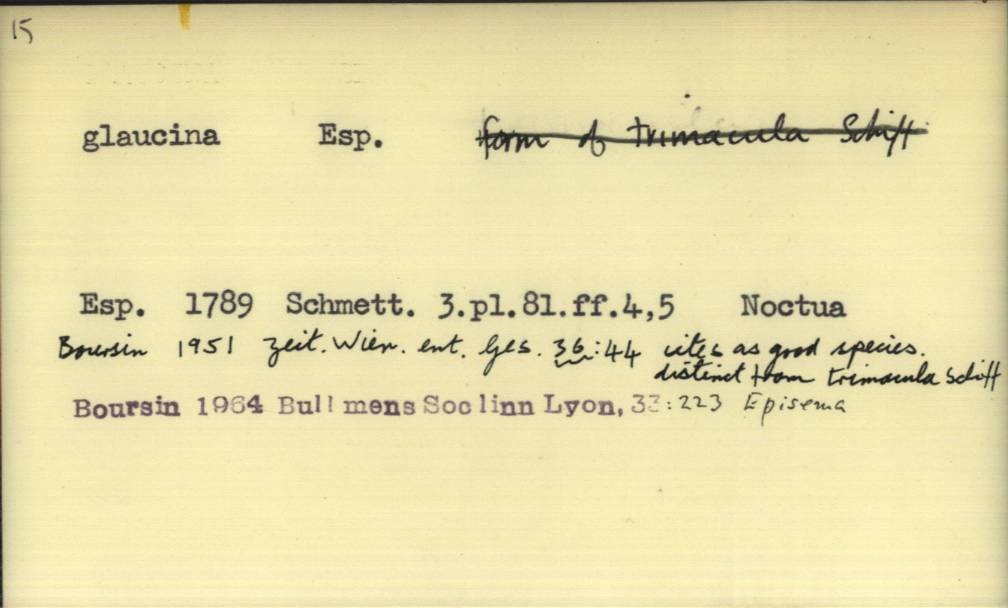 15
glaucina Esp. form of trimacula Schiff
Esp. 1789 Schmett. 3.pl.81.ff.4,5 Noctua
Boursin 1951 Zeit. Wien. ent. Ges. 36:44 cites as good species.
distinct from trimacula Schiff
Boursin 1964 Bull mens Soc linn Lyon, 33:223 Episema